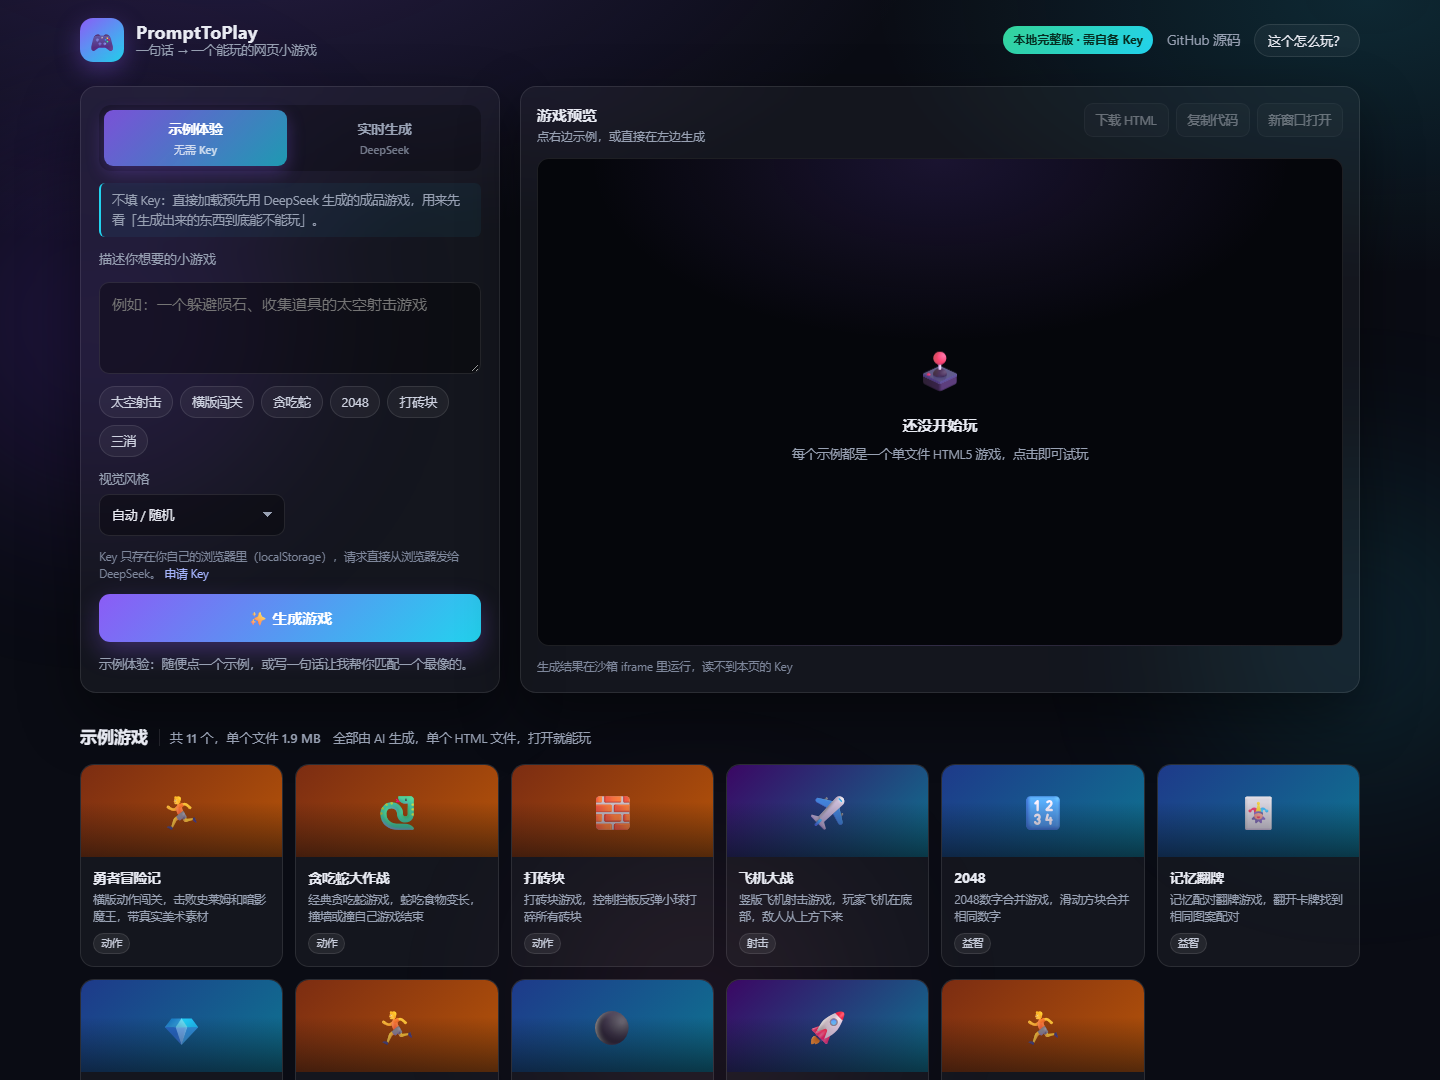 PromptToPlay
一句话 → 一个能玩的网页小游戏
本地完整版 · 需自备 Key
GitHub 源码
这个怎么玩?
示例体验
无需 Key
实时生成
DeepSeek
不填 Key：直接加载预先用 DeepSeek 生成的成品游戏，用来先
看「生成出来的东西到底能不能玩」。
描述你想要的小游戏
例如：一个躲避陨石、收集道具的太空射击游戏
太空射击
横版闯关
贪吃蛇
2048
打砖块
三消
视觉风格
自动 / 随机
Key 只存在你自己的浏览器里（localStorage），请求直接从浏览器发给
DeepSeek。 申请 Key
✨ 生成游戏
示例体验：随便点一个示例，或写一句话让我帮你匹配一个最像的。
游戏预览
点右边示例，或直接在左边生成
下载 HTML
复制代码
新窗口打开
还没开始玩
每个示例都是一个单文件 HTML5 游戏，点击即可试玩
生成结果在沙箱 iframe 里运行，读不到本页的 Key
示例游戏
共 11 个，单个文件 1.9 MB
全部由 AI 生成，单个 HTML 文件，打开就能玩
勇者冒险记
横版动作闯关，击败史莱姆和暗影
魔王，带真实美术素材
动作
贪吃蛇大作战
经典贪吃蛇游戏，蛇吃食物变长，
撞墙或撞自己游戏结束
动作
打砖块
打砖块游戏，控制挡板反弹小球打
碎所有砖块
动作
飞机大战
竖版飞机射击游戏，玩家飞机在底
部，敌人从上方下来
射击
1234
2048
2048数字合并游戏，滑动方块合并
相同数字
益智
记忆翻牌
记忆配对翻牌游戏，翻开卡牌找到
相同图案配对
益智